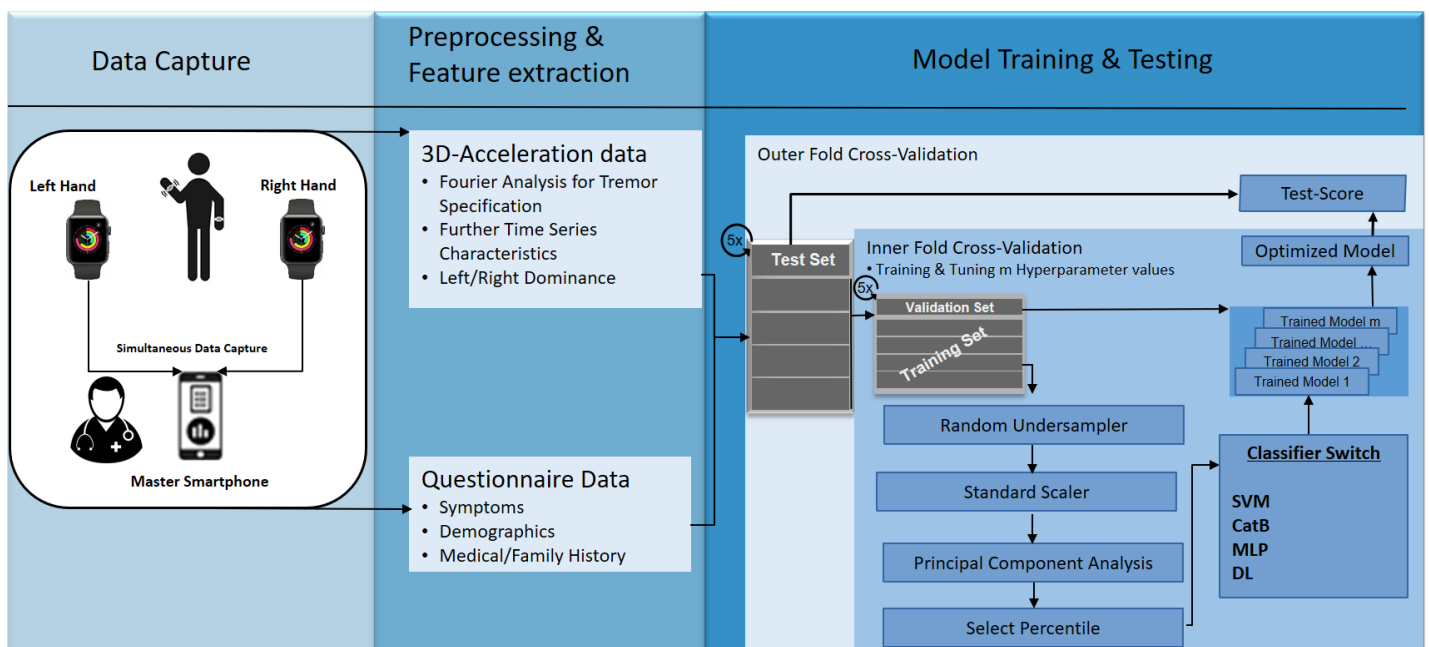 Data Capture
Preprocessing &
Feature extraction
Model Training & Testing
Left Hand
Right Hand
Simultaneous Data Capture
Master Smartphone
3D-Acceleration data
• Fourier Analysis for Tremor
Specification
• Further Time Series
Characteristics
• Left/Right Dominance
Questionnaire Data
• Symptoms
• Demographics
• Medical/Family History
Outer Fold Cross-Validation
5x
Test Set
Test-Score
Inner Fold Cross-Validation
• Training & Tuning m Hyperparameter values
Optimized Model
5x
Validation Set
Training Set
Trained Model m
Trained Model ...
Trained Model 2
Trained Model 1
Random Undersampler
Standard Scaler
Principal Component Analysis
Select Percentile
Classifier Switch
SVM
CatB
MLP
DL